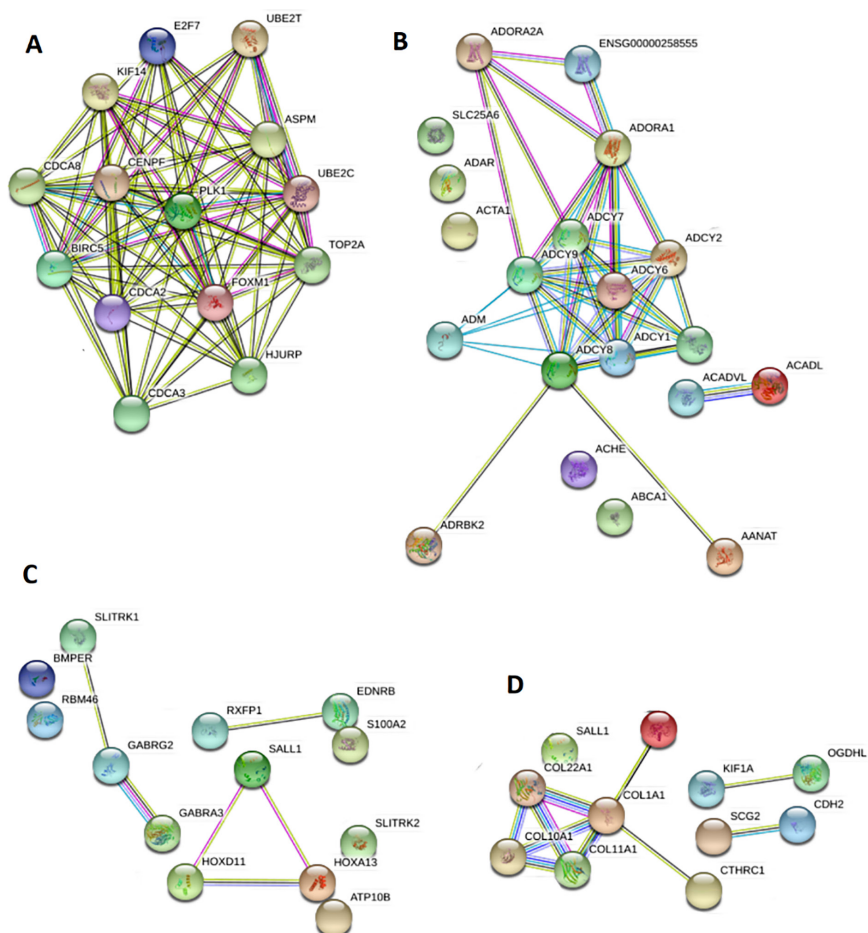 A
E2F7
UBE2T
KIF14
ASPM
CDCA8
CENPF
PLK1
UBE2C
BIRC5
TOP2A
CDCA2
FOXM1
HJURP
CDCA3
B
ADORA2A
ENSG00000258555
SLC25A6
ADORA1
ADAR
ACTA1
ADCY7
ADCY2
ADCY9
ADCY6
ADM
ADCY8
ADCY1
ACADVL
ACADL
ACHE
ABCA1
ADRBK2
AANAT
C
SLITRK1
BMPER
RBM46
RXFP1
EDNRB
S100A2
GABRG2
SALL1
GABRA3
SLITRK2
HOXD11
HOXA13
ATP10B
D
SALL1
COL22A1
COL1A1
KIF1A
OGDHL
COL10A1
COL11A1
SCG2
CDH2
CTHRC1